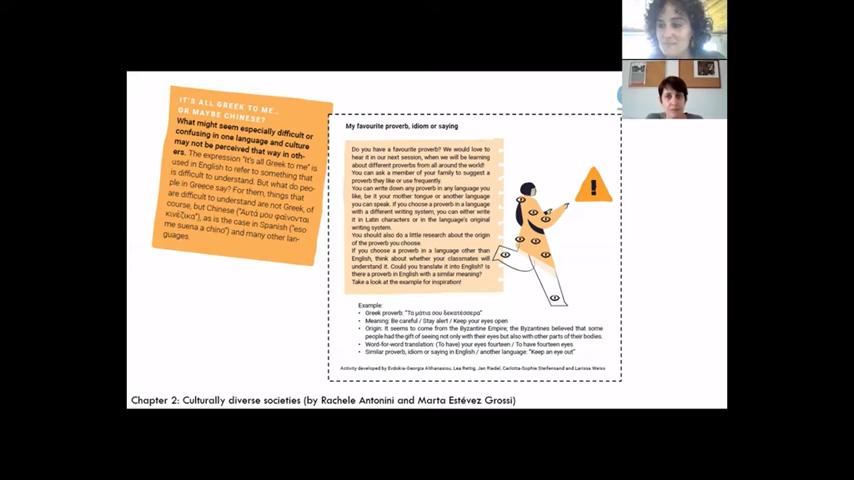 IT'S ALL GREEK TO ME...
OR MAYBE CHINESE?
What might seem especially difficult or
confusing in one language and culture
may not be perceived that way in oth-
ers. The expression "It's all Greek to me" is
used in English to refer to something that
is difficult to understand. But what do peo-
ple in Greece say? For them, things that
are difficult to understand are not Greek, of
course, but Chinese ("Αυτά μου φαίνονται
κινέζικα"), as is the case in Spanish ("eso
me suena a chino") and many other lan-
guages.
My favourite proverb, idiom or saying
Do you have a favourite proverb? We would love to
hear it in our next session, when we will be learning
about different proverbs from all around the world!
You can ask a member of your family to suggest a
proverb they like or use frequently.
You can write down any proverb in any language you
like, be it your mother tongue or another language
you can speak. If you choose a proverb in a language
with a different writing system, you can either write
it in Latin characters or in the language's original
writing system.
You should also do a little research about the origin
of the proverb you choose.
If you choose a proverb in a language other than
English, think about whether your classmates will
understand it. Could you translate it into English? Is
there a proverb in English with a similar meaning?
Take a look at the example for inspiration!
!
Example:
• Greek proverb: "Τα μάτια σου δεκατέσσερα"
• Meaning: Be careful / Stay alert / Keep your eyes open
• Origin: It seems to come from the Byzantine Empire; the Byzantines believed that some
people had the gift of seeing not only with their eyes but also with other parts of their bodies.
• Word-for-word translation: (To have) your eyes fourteen / To have fourteen eyes
• Similar proverb, idiom or saying in English / another language: "Keep an eye out"
Activity developed by Evdokia-Georgia Athanasiou, Lea Rettig, Jan Riedel, Carlotta-Sophie Steifensand and Larissa Weiss
Chapter 2: Culturally diverse societies (by Rachele Antonini and Marta Estévez Grossi)